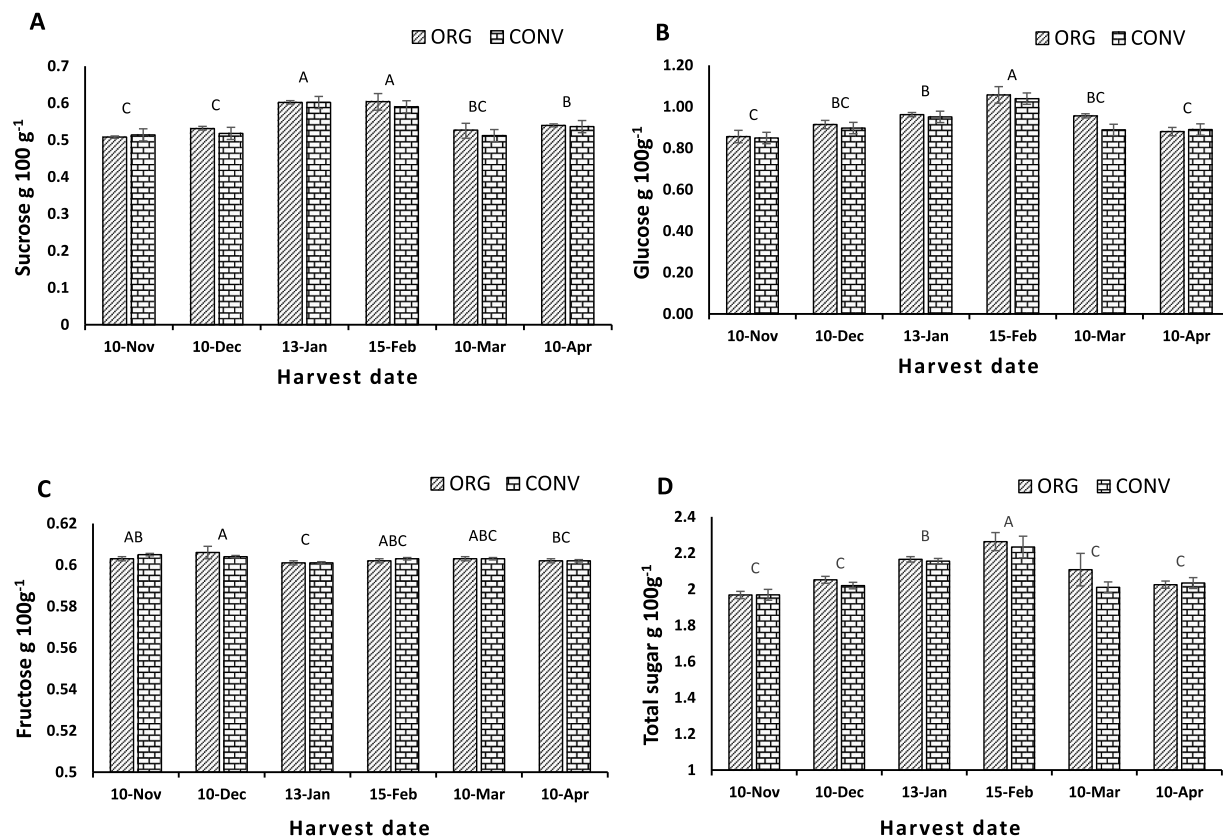 A
ORG CONV
Sucrose g 100 g-1
0.7
0.6
0.5
0.4
0.3
0.2
0.1
0
C C A A BC B
10-Nov 10-Dec 13-Jan 15-Feb 10-Mar 10-Apr
Harvest date
B
ORG CONV
Glucose g 100g-1
1.20
1.00
0.80
0.60
0.40
0.20
0.00
C BC B A BC C
10-Nov 10-Dec 13-Jan 15-Feb 10-Mar 10-Apr
Harvest date
C
ORG CONV
Fructose g 100g-1
0.62
0.6
0.58
0.56
0.54
0.52
0.5
AB A C ABC ABC BC
10-Nov 10-Dec 13-Jan 15-Feb 10-Mar 10-Apr
Harvest date
D
ORG CONV
Total sugar g 100g-1
2.4
2.2
2
1.8
1.6
1.4
1.2
1
C C B A C C
10-Nov 10-Dec 13-Jan 15-Feb 10-Mar 10-Apr
Harvest date